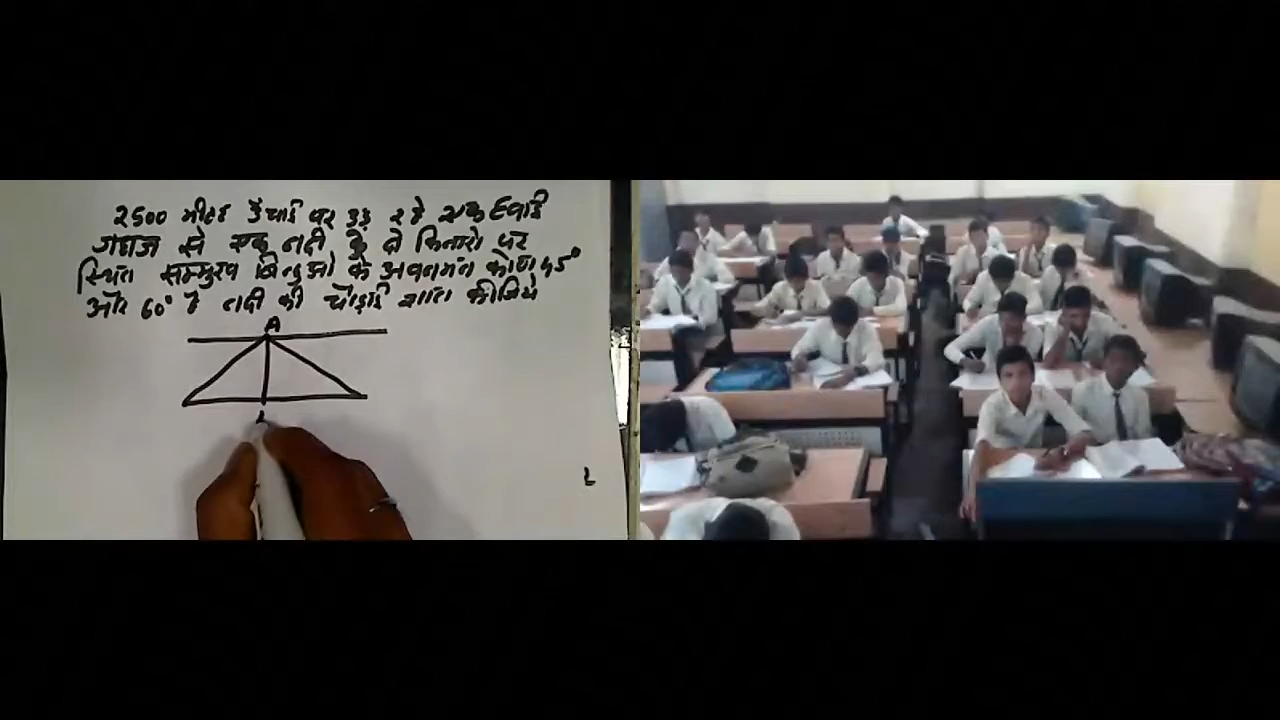 2500 मीटर ऊँचाई पर उड़ रहे एक हवाई
जहाज से एक नदी के दो किनारो पर
स्थित सम्मुख बिन्दुओ के अवनमन कोण 45°
और 60° है नदी की चौड़ाई ज्ञात कीजिये
A